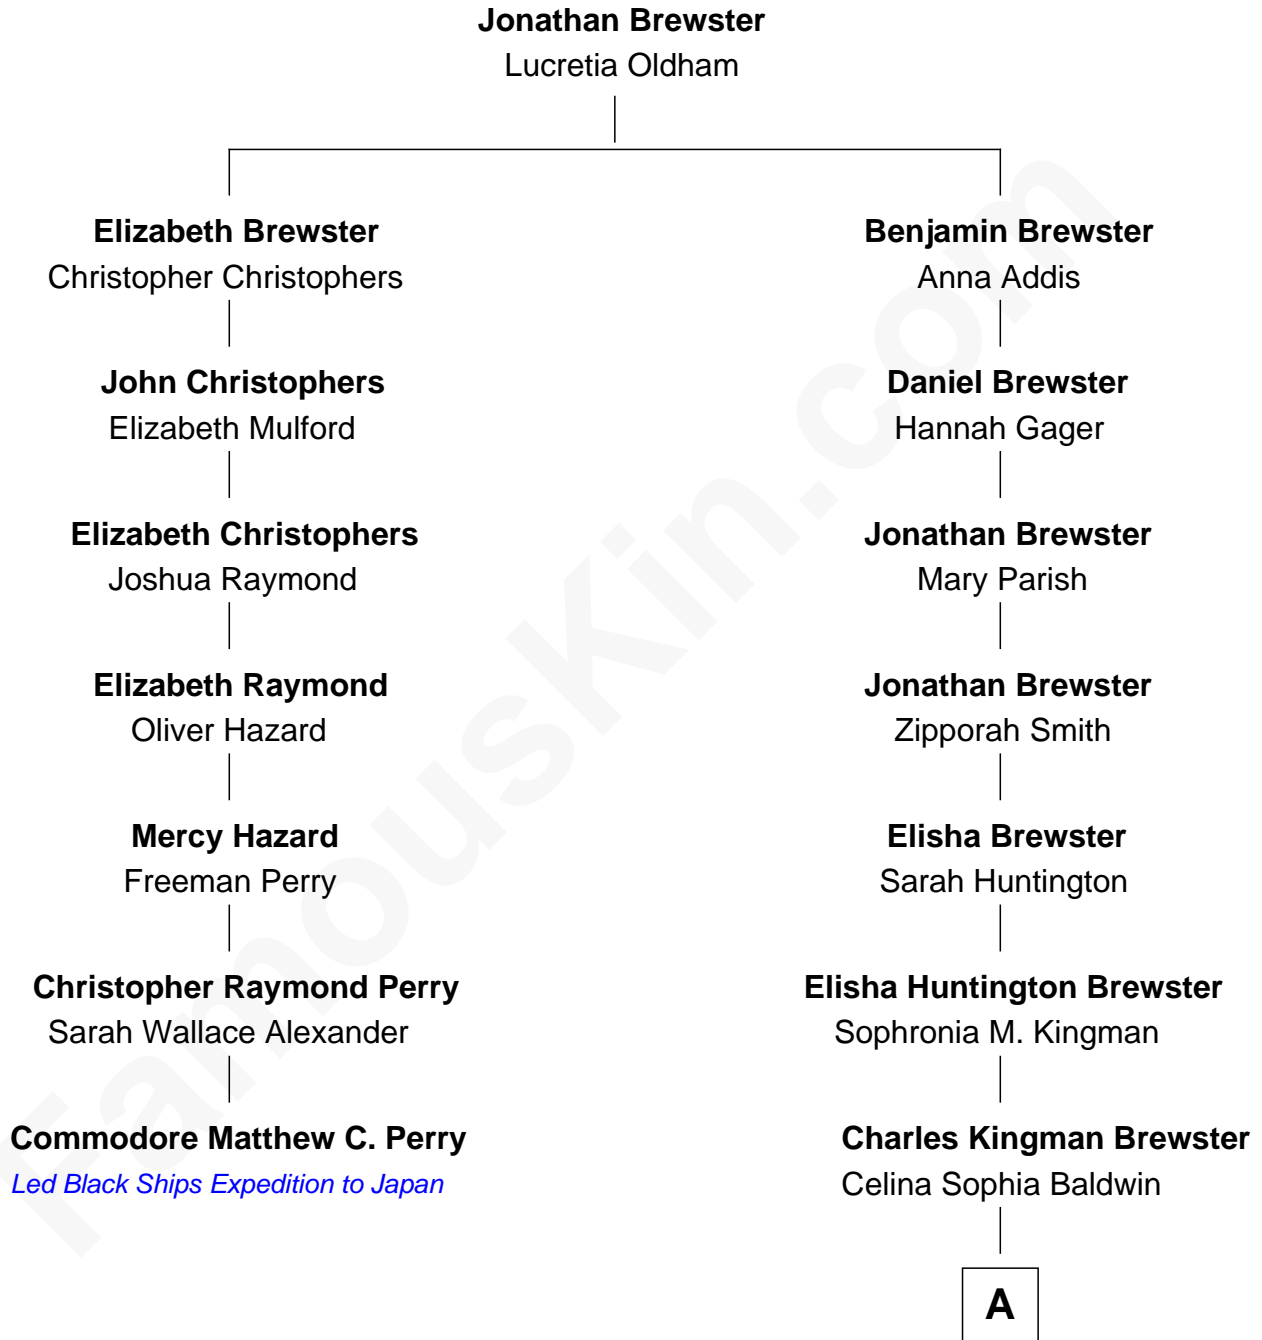 Jonathan Brewster
Lucretia Oldham
Elizabeth Brewster
Christopher Christophers
Benjamin Brewster
Anna Addis
John Christophers
Elizabeth Mulford
Daniel Brewster
Hannah Gager
Elizabeth Christophers
Joshua Raymond
Jonathan Brewster
Mary Parish
Elizabeth Raymond
Oliver Hazard
Jonathan Brewster
Zipporah Smith
Mercy Hazard
Freeman Perry
Elisha Brewster
Sarah Huntington
Christopher Raymond Perry
Sarah Wallace Alexander
Elisha Huntington Brewster
Sophronia M. Kingman
Commodore Matthew C. Perry
Led Black Ships Expedition to Japan
Charles Kingman Brewster
Celina Sophia Baldwin
A
FamousKin.com